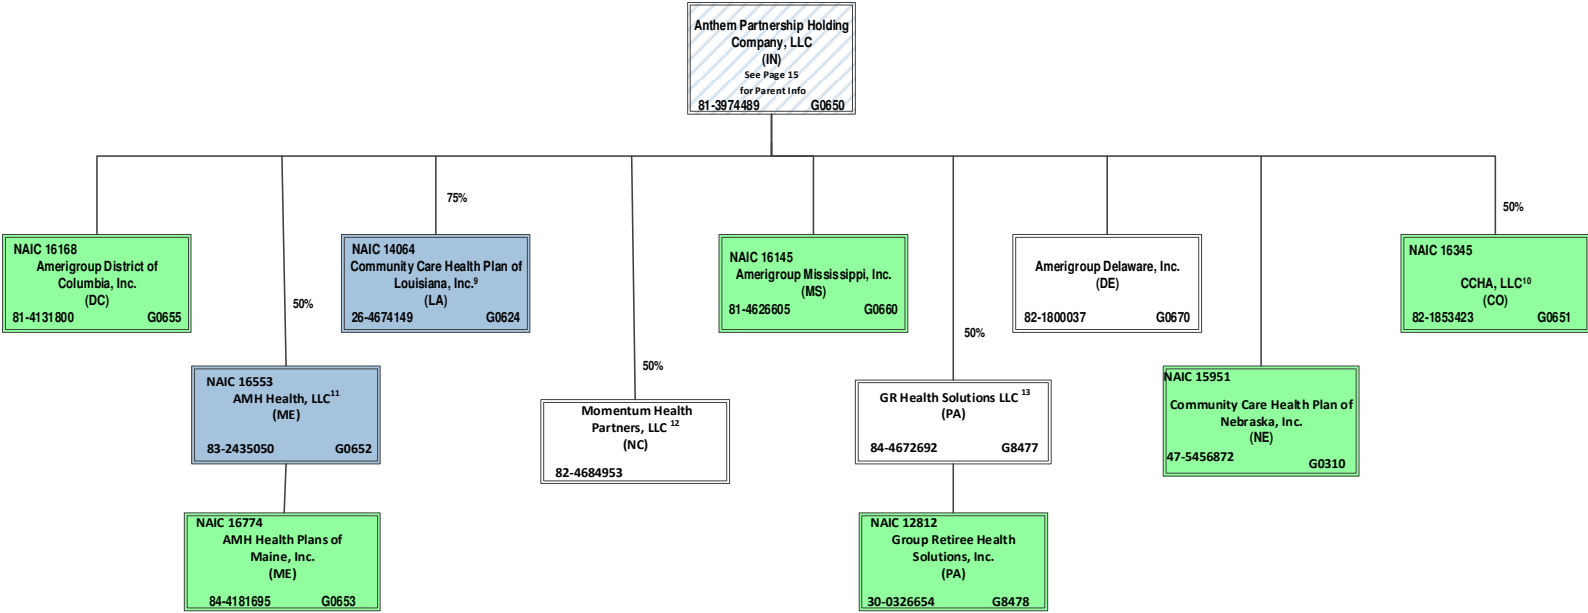 Anthem Partnership Holding
Company, LLC
(IN)
See Page 15
for Parent Info
81-3974489 G0650
75%
50%
50%
50%
50%
NAIC 16168
Amerigroup District of
Columbia, Inc.
(DC)
81-4131800 G0655
NAIC 14064
Community Care Health Plan of
Louisiana, Inc.9
(LA)
26-4674149 G0624
NAIC 16145
Amerigroup Mississippi, Inc.
(MS)
81-4626605 G0660
Amerigroup Delaware, Inc.
(DE)
82-1800037 G0670
NAIC 16345
CCHA, LLC10
(CO)
82-1853423 G0651
NAIC 16553
AMH Health, LLC11
(ME)
83-2435050 G0652
Momentum Health
Partners, LLC 12
(NC)
82-4684953
GR Health Solutions LLC 13
(PA)
84-4672692 G8477
NAIC 15951
Community Care Health Plan of
Nebraska, Inc.
(NE)
47-5456872 G0310
NAIC 16774
AMH Health Plans of
Maine, Inc.
(ME)
84-4181695 G0653
NAIC 12812
Group Retiree Health
Solutions, Inc.
(PA)
30-0326654 G8478